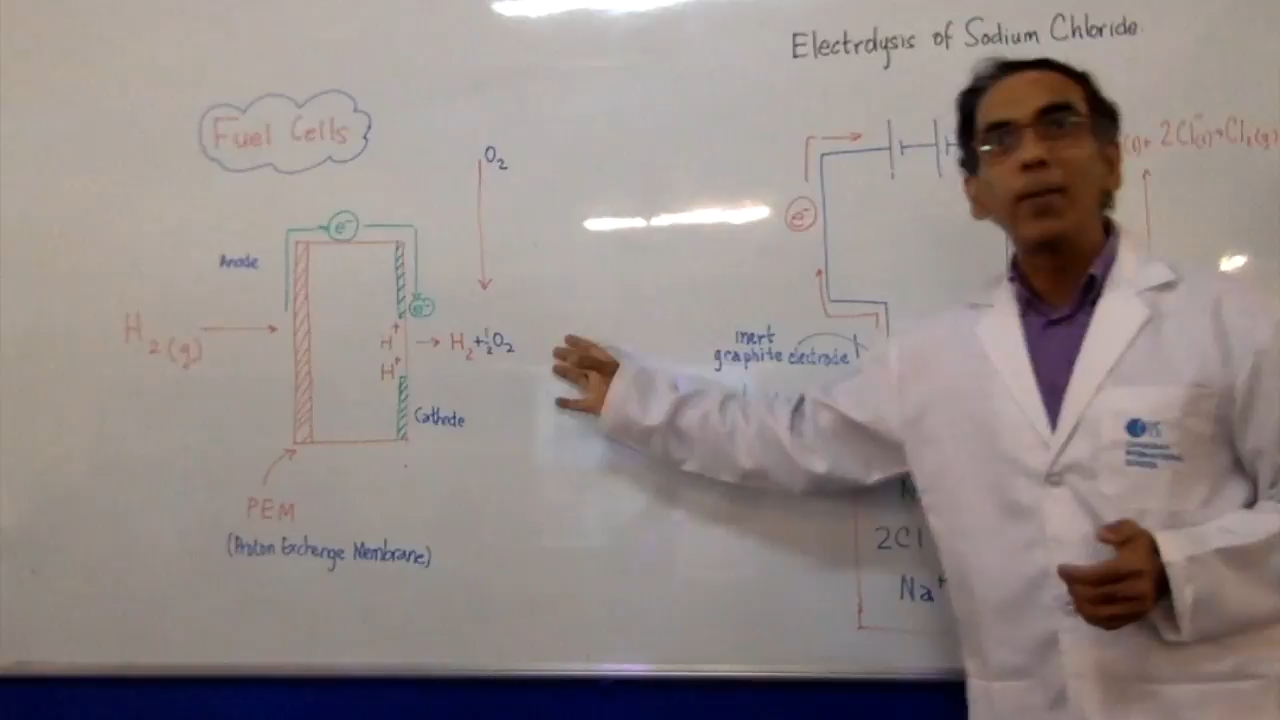 Electrolysis of Sodium Chloride
Fuel Cells
O₂
e⁻
Anode
H₂(g)
e⁻
H⁺
H⁺
H₂+½O₂
Cathode
PEM
(Proton Exchange Membrane)
2Cl⁻(l)→Cl₂(g)
e⁻
inert
graphite electrode
2Cl
Na⁺